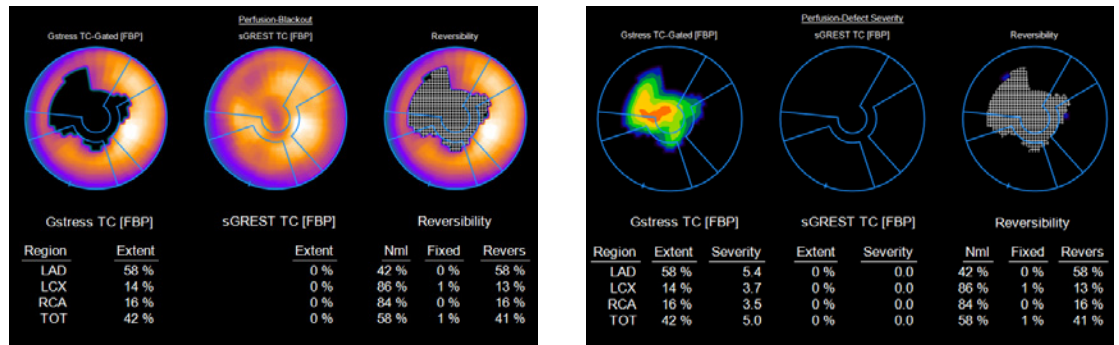 Perfusion-Blackout
Gstress TC-Gated [FBP] sGREST TC [FBP] Reversibility
Gstress TC [FBP] sGREST TC [FBP] Reversibility
Region Extent Extent Nml Fixed Revers
LAD 58 % 0 % 42 % 0 % 58 %
LCX 14 % 0 % 86 % 1 % 13 %
RCA 16 % 0 % 84 % 0 % 16 %
TOT 42 % 0 % 58 % 1 % 41 %
Perfusion-Defect Severity
Gstress TC-Gated [FBP] sGREST TC [FBP] Reversibility
Gstress TC [FBP] sGREST TC [FBP] Reversibility
Region Extent Severity Extent Severity Nml Fixed Revers
LAD 58 % 5.4 0 % 0.0 42 % 0 % 58 %
LCX 14 % 3.7 0 % 0.0 86 % 1 % 13 %
RCA 16 % 3.5 0 % 0.0 84 % 0 % 16 %
TOT 42 % 5.0 0 % 0.0 58 % 1 % 41 %